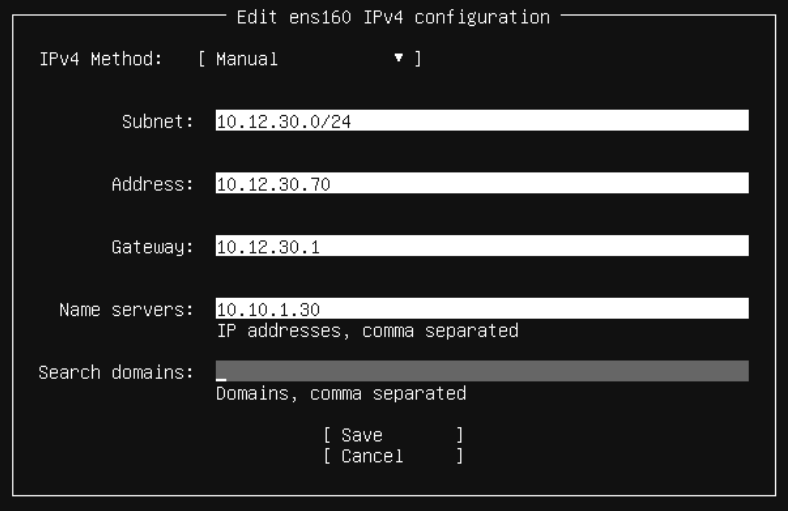 Edit ens160 IPv4 configuration
IPv4 Method: [ Manual ▾ ]
Subnet: 10.12.30.0/24
Address: 10.12.30.70
Gateway: 10.12.30.1
Name servers: 10.10.1.30
IP addresses, comma separated
Search domains:
Domains, comma separated
[ Save ]
[ Cancel ]